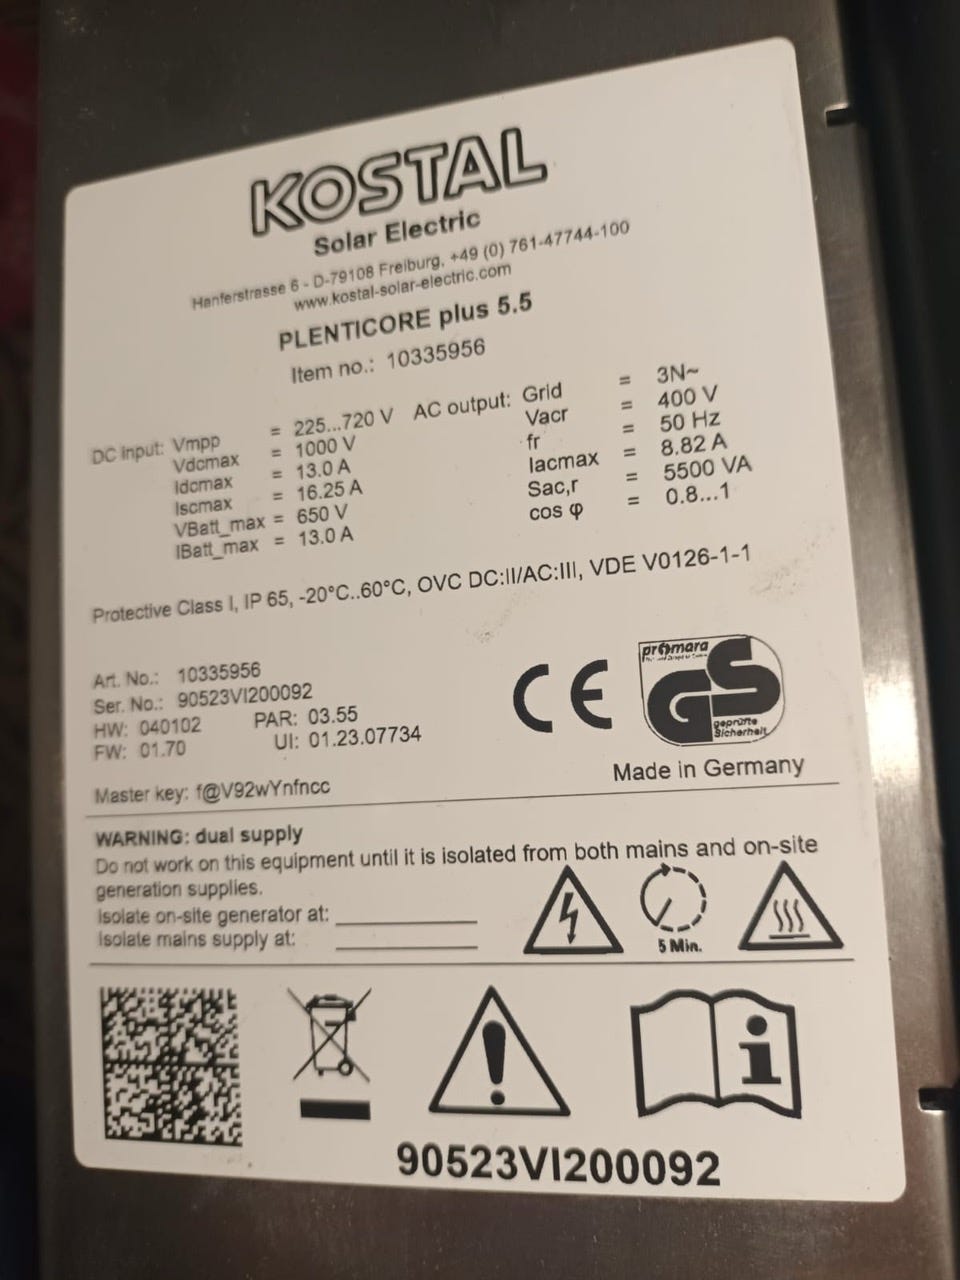 KOSTAL
Solar Electric
Hanferstrasse 6 - D-79108 Freiburg, +49 (0) 761-47744-100
www.kostal-solar-electric.com
PLENTICORE plus 5.5
Item no.: 10335956
DC input: Vmpp = 225...720 V
Vdcmax = 1000 V
Idcmax = 13.0 A
Iscmax = 16.25 A
VBatt_max = 650 V
IBatt_max = 13.0 A
AC output: Grid = 3N~
Vacr = 400 V
fr = 50 Hz
Iacmax = 8.82 A
Sac,r = 5500 VA
cos φ = 0.8...1
Protective Class I, IP 65, -20°C..60°C, OVC DC:II/AC:III, VDE V0126-1-1
Art. No.: 10335956
Ser. No.: 90523VI200092
HW: 040102 PAR: 03.55
FW: 01.70 UI: 01.23.07734
Master key: f@V92wYnfncc
CE
promara
GS
geprüfte
Sicherheit
Made in Germany
WARNING: dual supply
Do not work on this equipment until it is isolated from both mains and on-site
generation supplies.
Isolate on-site generator at:
Isolate mains supply at:
5 Min.
90523VI200092